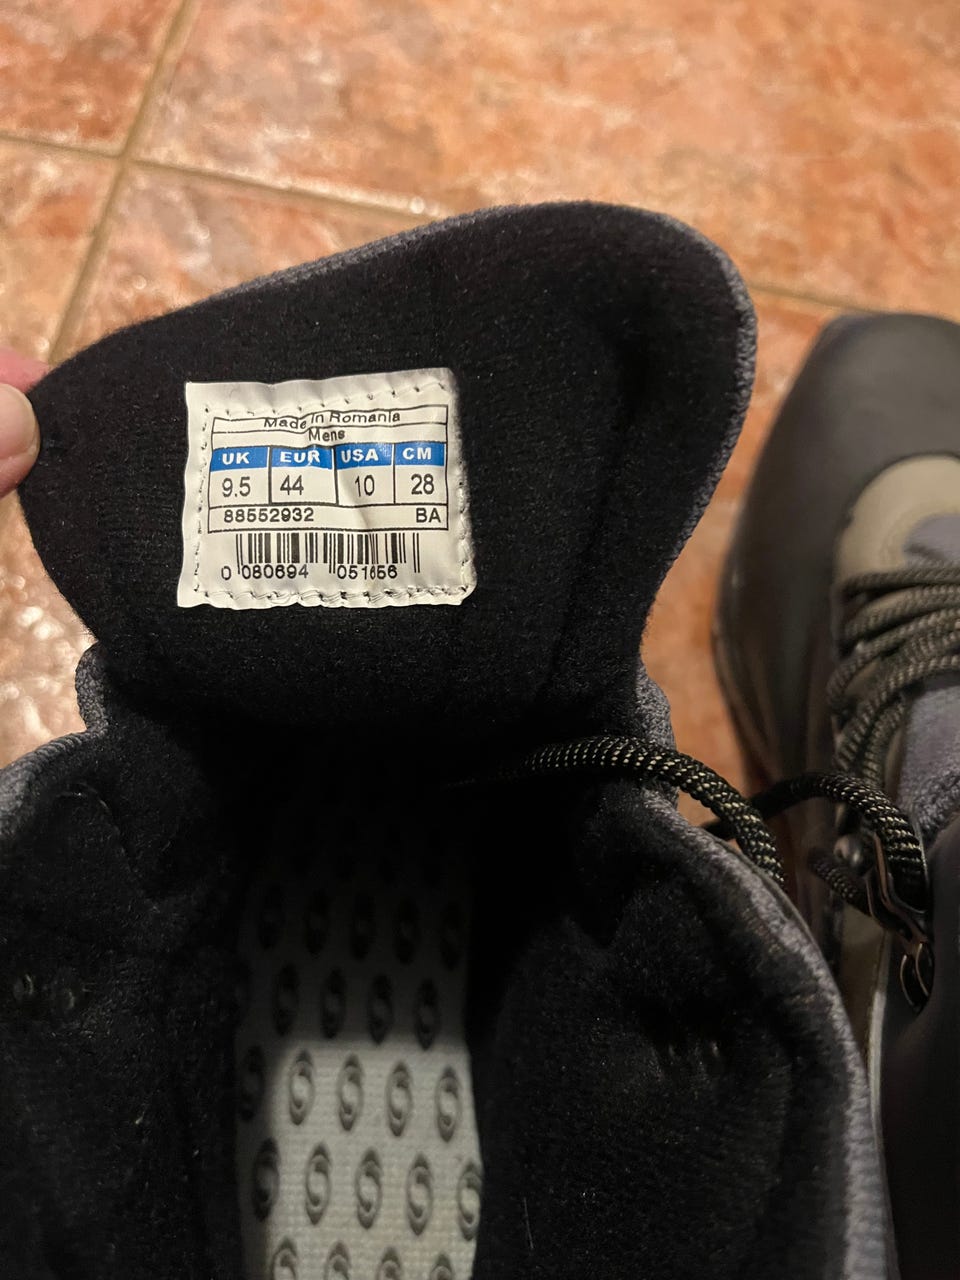 Made in Romania
Mens
UK EUR USA CM
9.5 44 10 28
88552932 BA
0 080694 051656